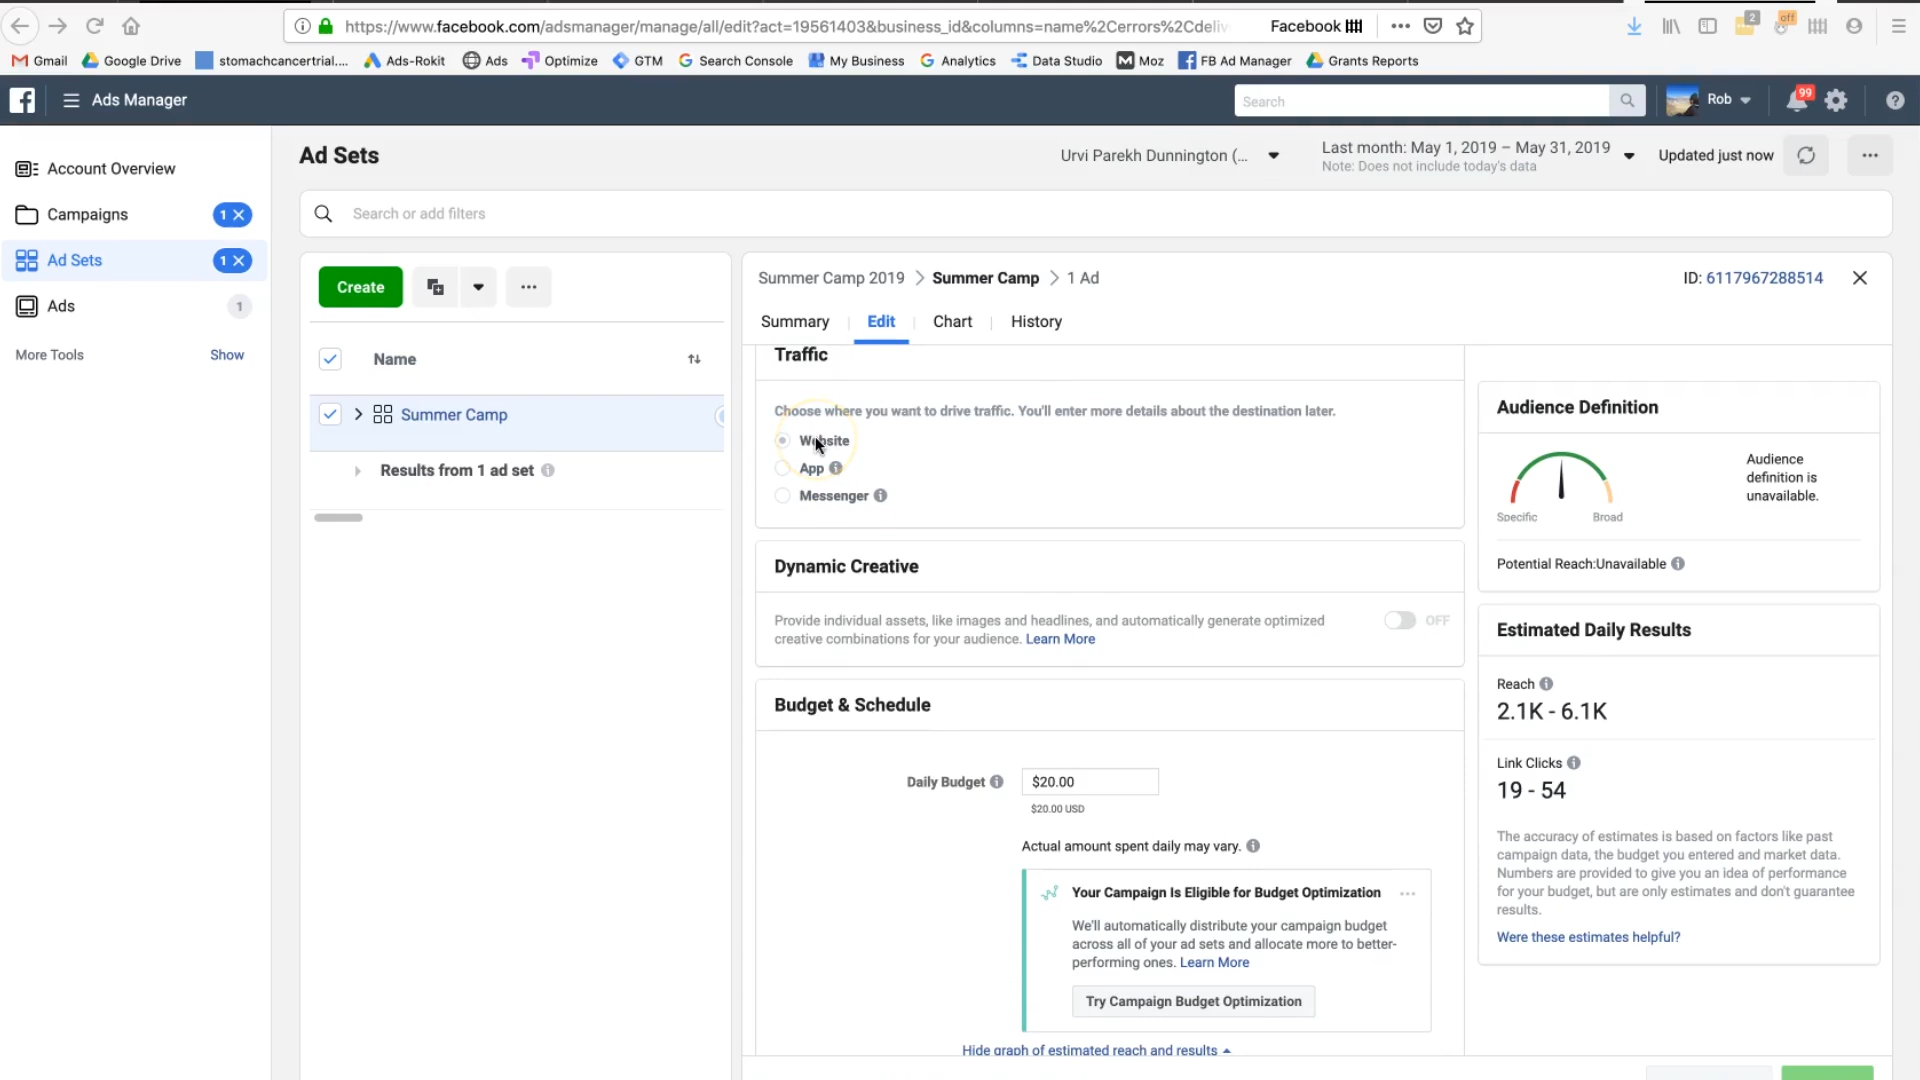 https://www.facebook.com/adsmanager/manage/all/edit?act=19561403&business_id&columns=name%2Cerrors%2Cdeliv
Facebook
2
off
Gmail
Google Drive
stomachcancertrial....
Ads-Rokit
Ads
Optimize
GTM
Search Console
My Business
Analytics
Data Studio
Moz
FB Ad Manager
Grants Reports
Ads Manager
Search
Rob
99
Account Overview
Campaigns
1
Ad Sets
1
Ads
1
More Tools
Show
Ad Sets
Urvi Parekh Dunnington (...
Last month: May 1, 2019 – May 31, 2019
Note: Does not include today's data
Updated just now
Search or add filters
Create
Name
Summer Camp
Results from 1 ad set
Summer Camp 2019 > Summer Camp > 1 Ad
ID: 6117967288514
Summary
Edit
Chart
History
Traffic
Choose where you want to drive traffic. You'll enter more details about the destination later.
Website
App
Messenger
Dynamic Creative
Provide individual assets, like images and headlines, and automatically generate optimized
creative combinations for your audience. Learn More
OFF
Budget & Schedule
Daily Budget
$20.00
$20.00 USD
Actual amount spent daily may vary.
Your Campaign Is Eligible for Budget Optimization
We'll automatically distribute your campaign budget
across all of your ad sets and allocate more to better-
performing ones. Learn More
Try Campaign Budget Optimization
Hide graph of estimated reach and results
Audience Definition
Audience
definition is
unavailable.
Specific
Broad
Potential Reach:Unavailable
Estimated Daily Results
Reach
2.1K - 6.1K
Link Clicks
19 - 54
The accuracy of estimates is based on factors like past
campaign data, the budget you entered and market data.
Numbers are provided to give you an idea of performance
for your budget, but are only estimates and don't guarantee
results.
Were these estimates helpful?